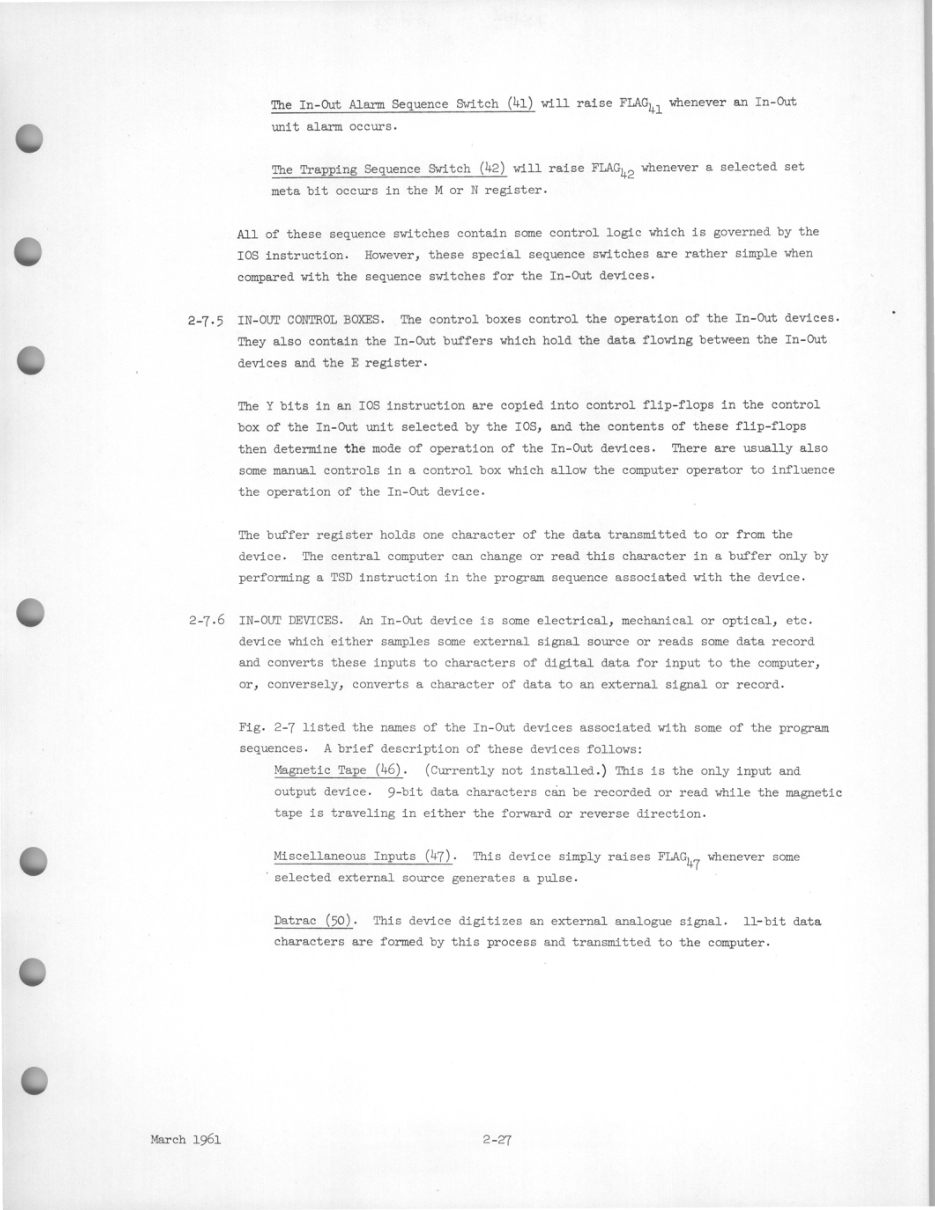 The In-Out Alarm Sequence Switch (41) will raise FLAG41 whenever an In-Out
unit alarm occurs.
The Trapping Sequence Switch (42) will raise FLAG42 whenever a selected set
meta bit occurs in the M or N register.
All of these sequence switches contain some control logic which is governed by the
IOS instruction. However, these special sequence switches are rather simple when
compared with the sequence switches for the In-Out devices.
2-7.5 IN-OUT CONTROL BOXES. The control boxes control the operation of the In-Out devices.
They also contain the In-Out buffers which hold the data flowing between the In-Out
devices and the E register.
The Y bits in an IOS instruction are copied into control flip-flops in the control
box of the In-Out unit selected by the IOS, and the contents of these flip-flops
then determine the mode of operation of the In-Out devices. There are usually also
some manual controls in a control box which allow the computer operator to influence
the operation of the In-Out device.
The buffer register holds one character of the data transmitted to or from the
device. The central computer can change or read this character in a buffer only by
performing a TSD instruction in the program sequence associated with the device.
2-7.6 IN-OUT DEVICES. An In-Out device is some electrical, mechanical or optical, etc.
device which either samples some external signal source or reads some data record
and converts these inputs to characters of digital data for input to the computer,
or, conversely, converts a character of data to an external signal or record.
Fig. 2-7 listed the names of the In-Out devices associated with some of the program
sequences. A brief description of these devices follows:
Magnetic Tape (46). (Currently not installed.) This is the only input and
output device. 9-bit data characters can be recorded or read while the magnetic
tape is traveling in either the forward or reverse direction.
Miscellaneous Inputs (47). This device simply raises FLAG47 whenever some
selected external source generates a pulse.
Datrac (50). This device digitizes an external analogue signal. 11-bit data
characters are formed by this process and transmitted to the computer.
March 1961 2-27